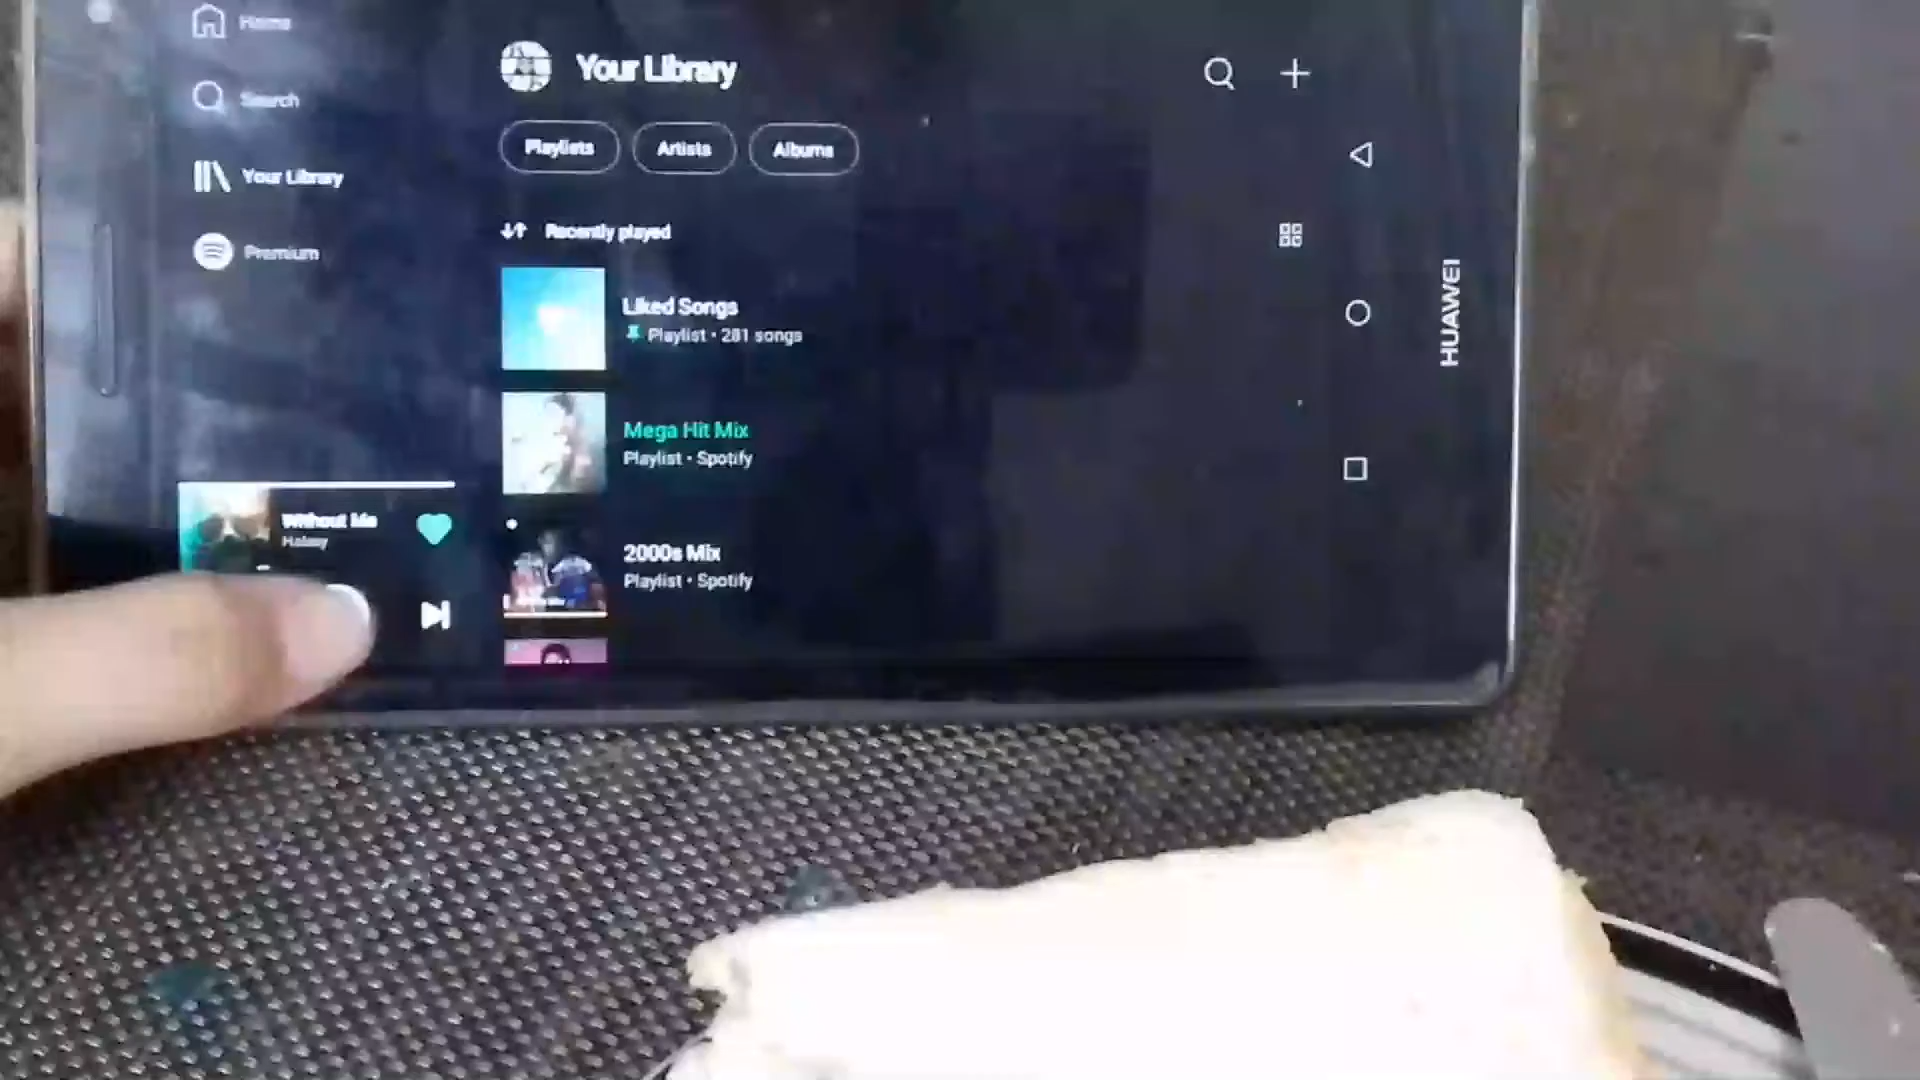 Home
Search
Your Library
Premium
Without Me
Halsey
Your Library
Playlists
Artists
Albums
Recently played
Liked Songs
Playlist • 281 songs
Mega Hit Mix
Playlist • Spotify
2000s Mix
Playlist • Spotify
HUAWEI